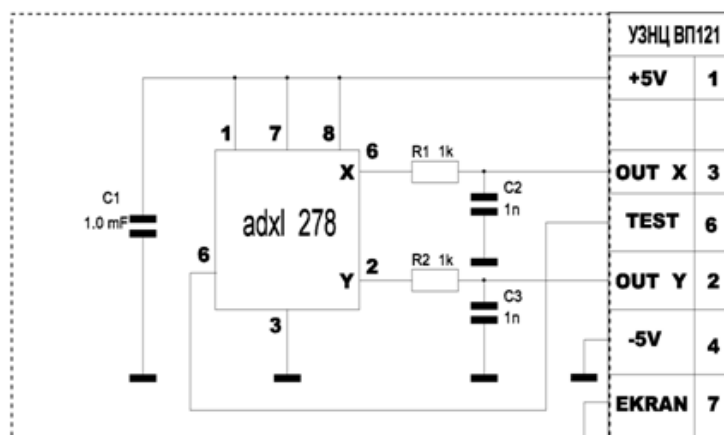 УЗНЦ ВП121
+5V 1
1 7 8
X 6 R1 1k
OUT X 3
C1
1.0 mF
C2
1n
adxl 278
TEST 6
6
Y 2 R2 1k
OUT Y 2
C3
1n
3
-5V 4
EKRAN 7